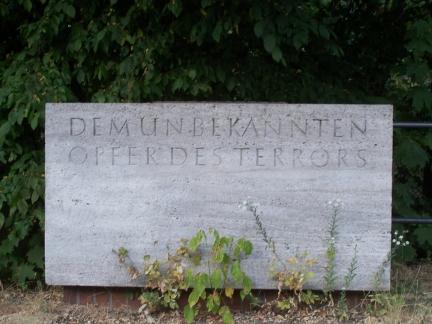 DEM UNBEKANNTEN
OPFER DES TERRORS